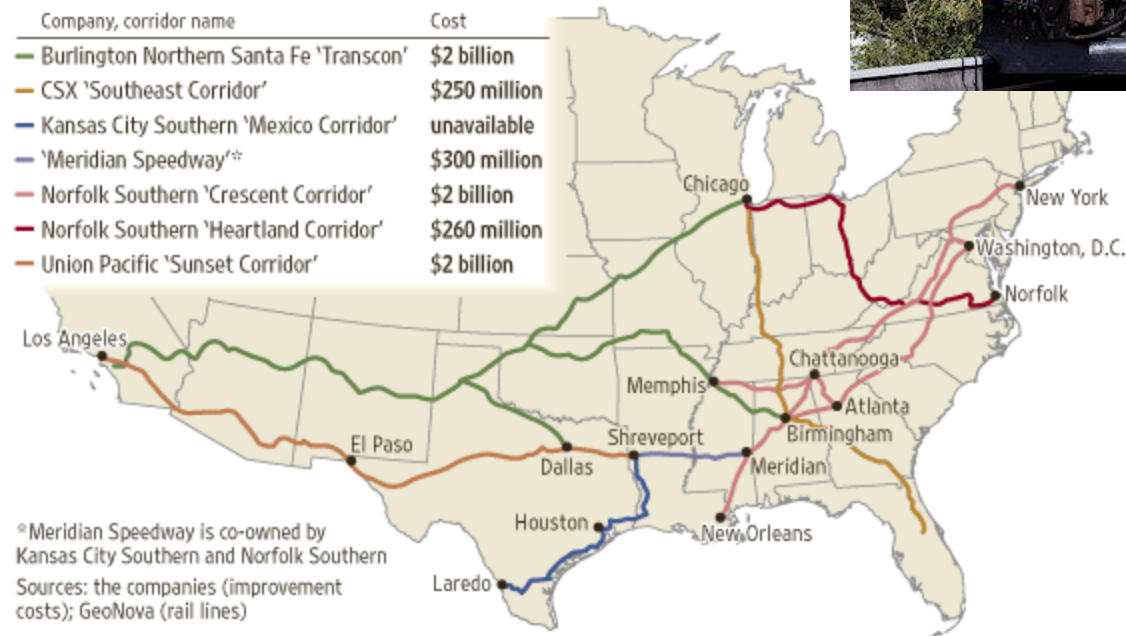 Company, corridor name Cost
Burlington Northern Santa Fe 'Transcon' $2 billion
CSX 'Southeast Corridor' $250 million
Kansas City Southern 'Mexico Corridor' unavailable
'Meridian Speedway'* $300 million
Norfolk Southern 'Crescent Corridor' $2 billion
Norfolk Southern 'Heartland Corridor' $260 million
Union Pacific 'Sunset Corridor' $2 billion
Chicago
New York
Washington, D.C.
Norfolk
Los Angeles
Chattanooga
Memphis
Atlanta
Birmingham
El Paso
Shreveport
Dallas
Meridian
Houston
New Orleans
Laredo
*Meridian Speedway is co-owned by
Kansas City Southern and Norfolk Southern
Sources: the companies (improvement
costs); GeoNova (rail lines)